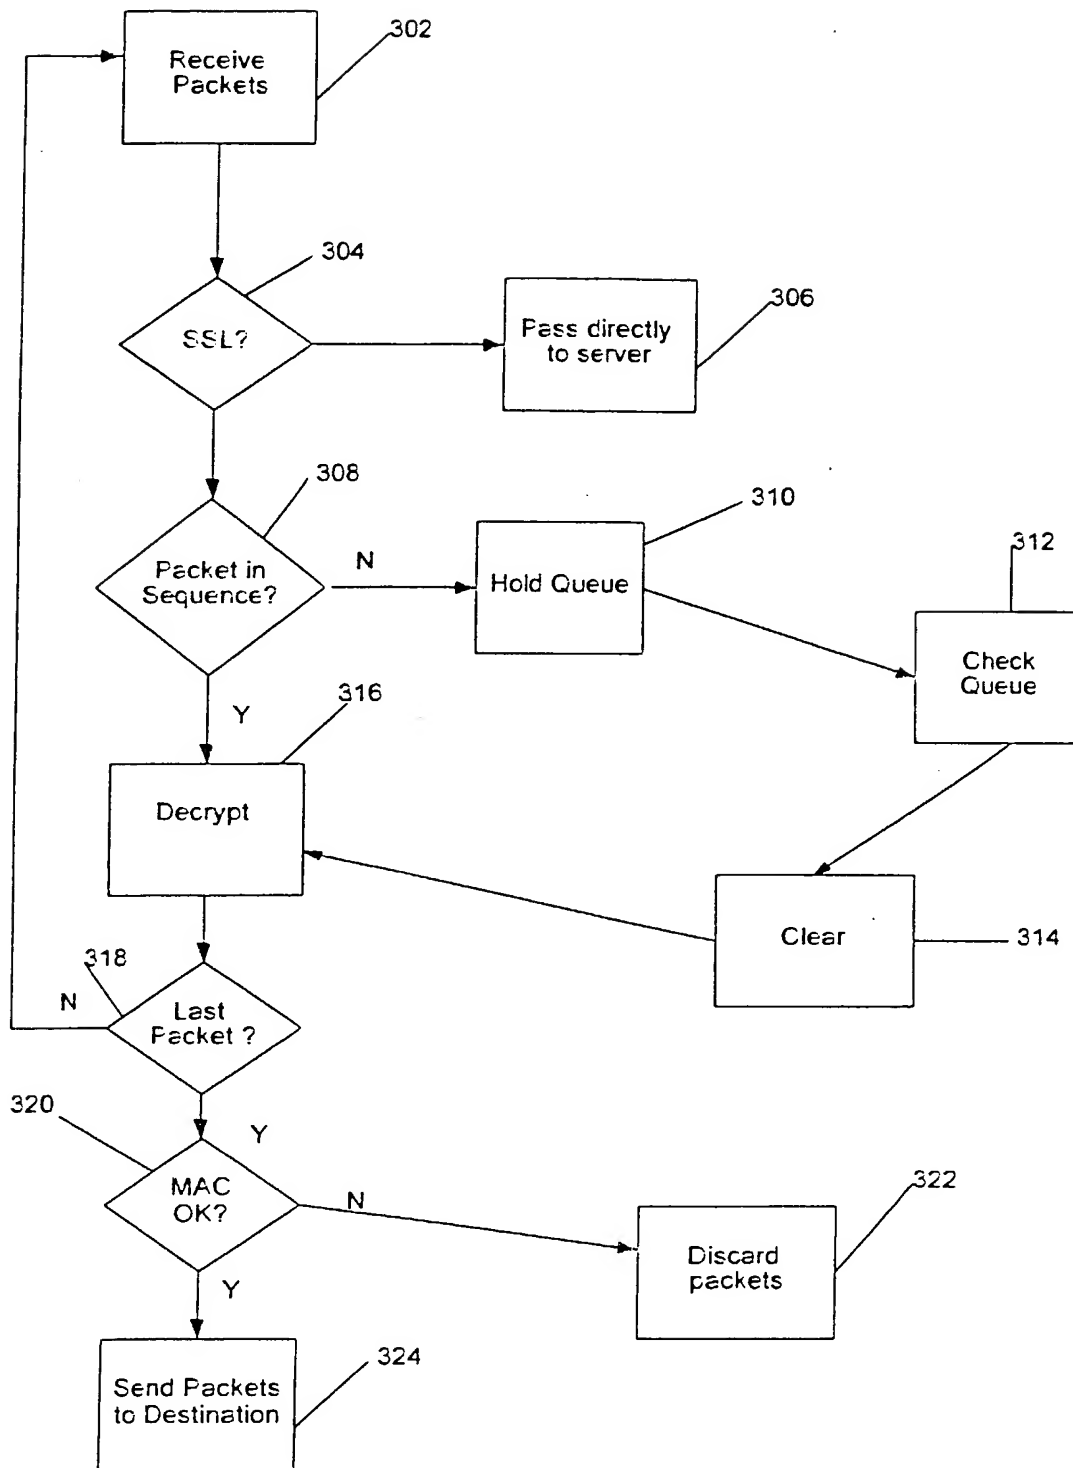 302
Receive
Packets
304
SSL?
306
Pass directly
to server
308
Packet in
Sequence?
N
310
Hold Queue
312
Check
Queue
Y
316
Decrypt
Clear
314
318
N
Last
Packet ?
320
Y
MAC
OK?
N
322
Discard
packets
Y
324
Send Packets
to Destination